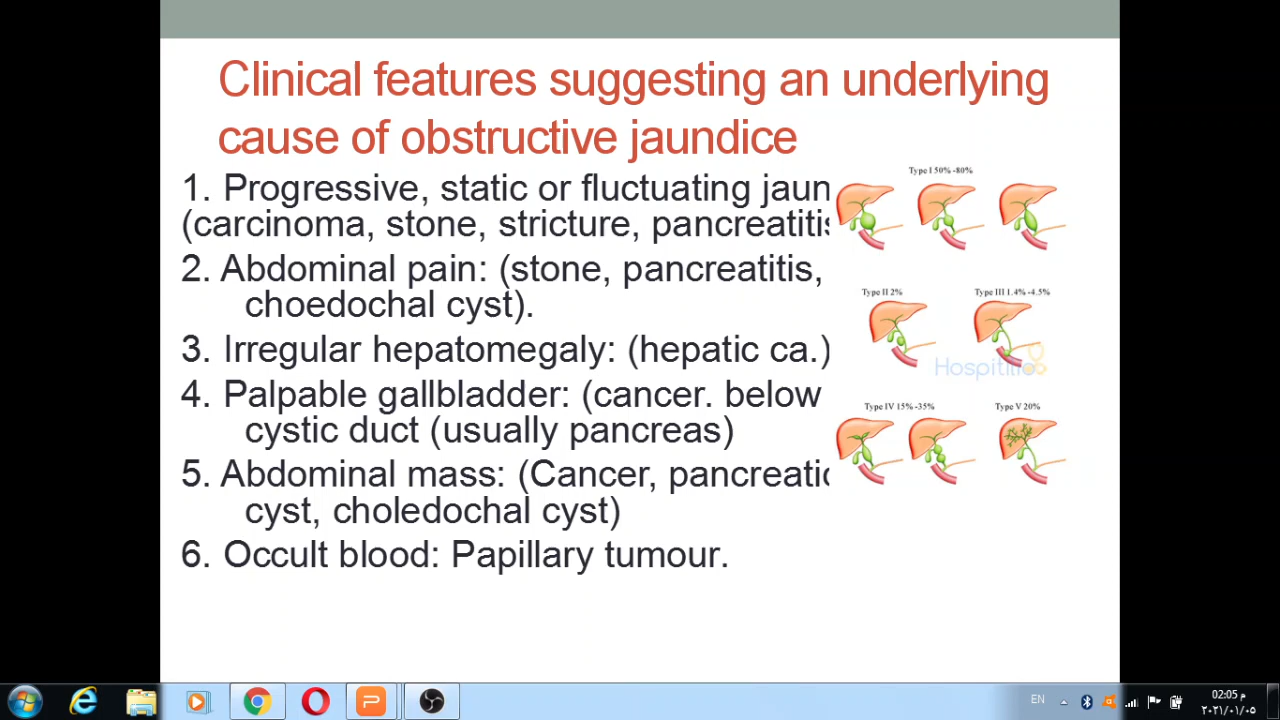 Clinical features suggesting an underlying
cause of obstructive jaundice
1. Progressive, static or fluctuating jaun
(carcinoma, stone, stricture, pancreatitis
2. Abdominal pain: (stone, pancreatitis,
choedochal cyst).
3. Irregular hepatomegaly: (hepatic ca.)
4. Palpable gallbladder: (cancer. below
cystic duct (usually pancreas)
5. Abdominal mass: (Cancer, pancreatic
cyst, choledochal cyst)
6. Occult blood: Papillary tumour.
Type I 50% -80%
Type II 2%
Type III 1.4% -4.5%
Type IV 15% -35%
Type V 20%
EN
02:05 م
٢٠٢١/٠١/٠٥